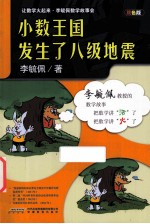 让数学火起来·李毓佩数学故事会
小数王国
发生了八级地震
李毓佩/著
李毓佩教授的
数学故事
把数学讲“活”了
把数学讲“火”了